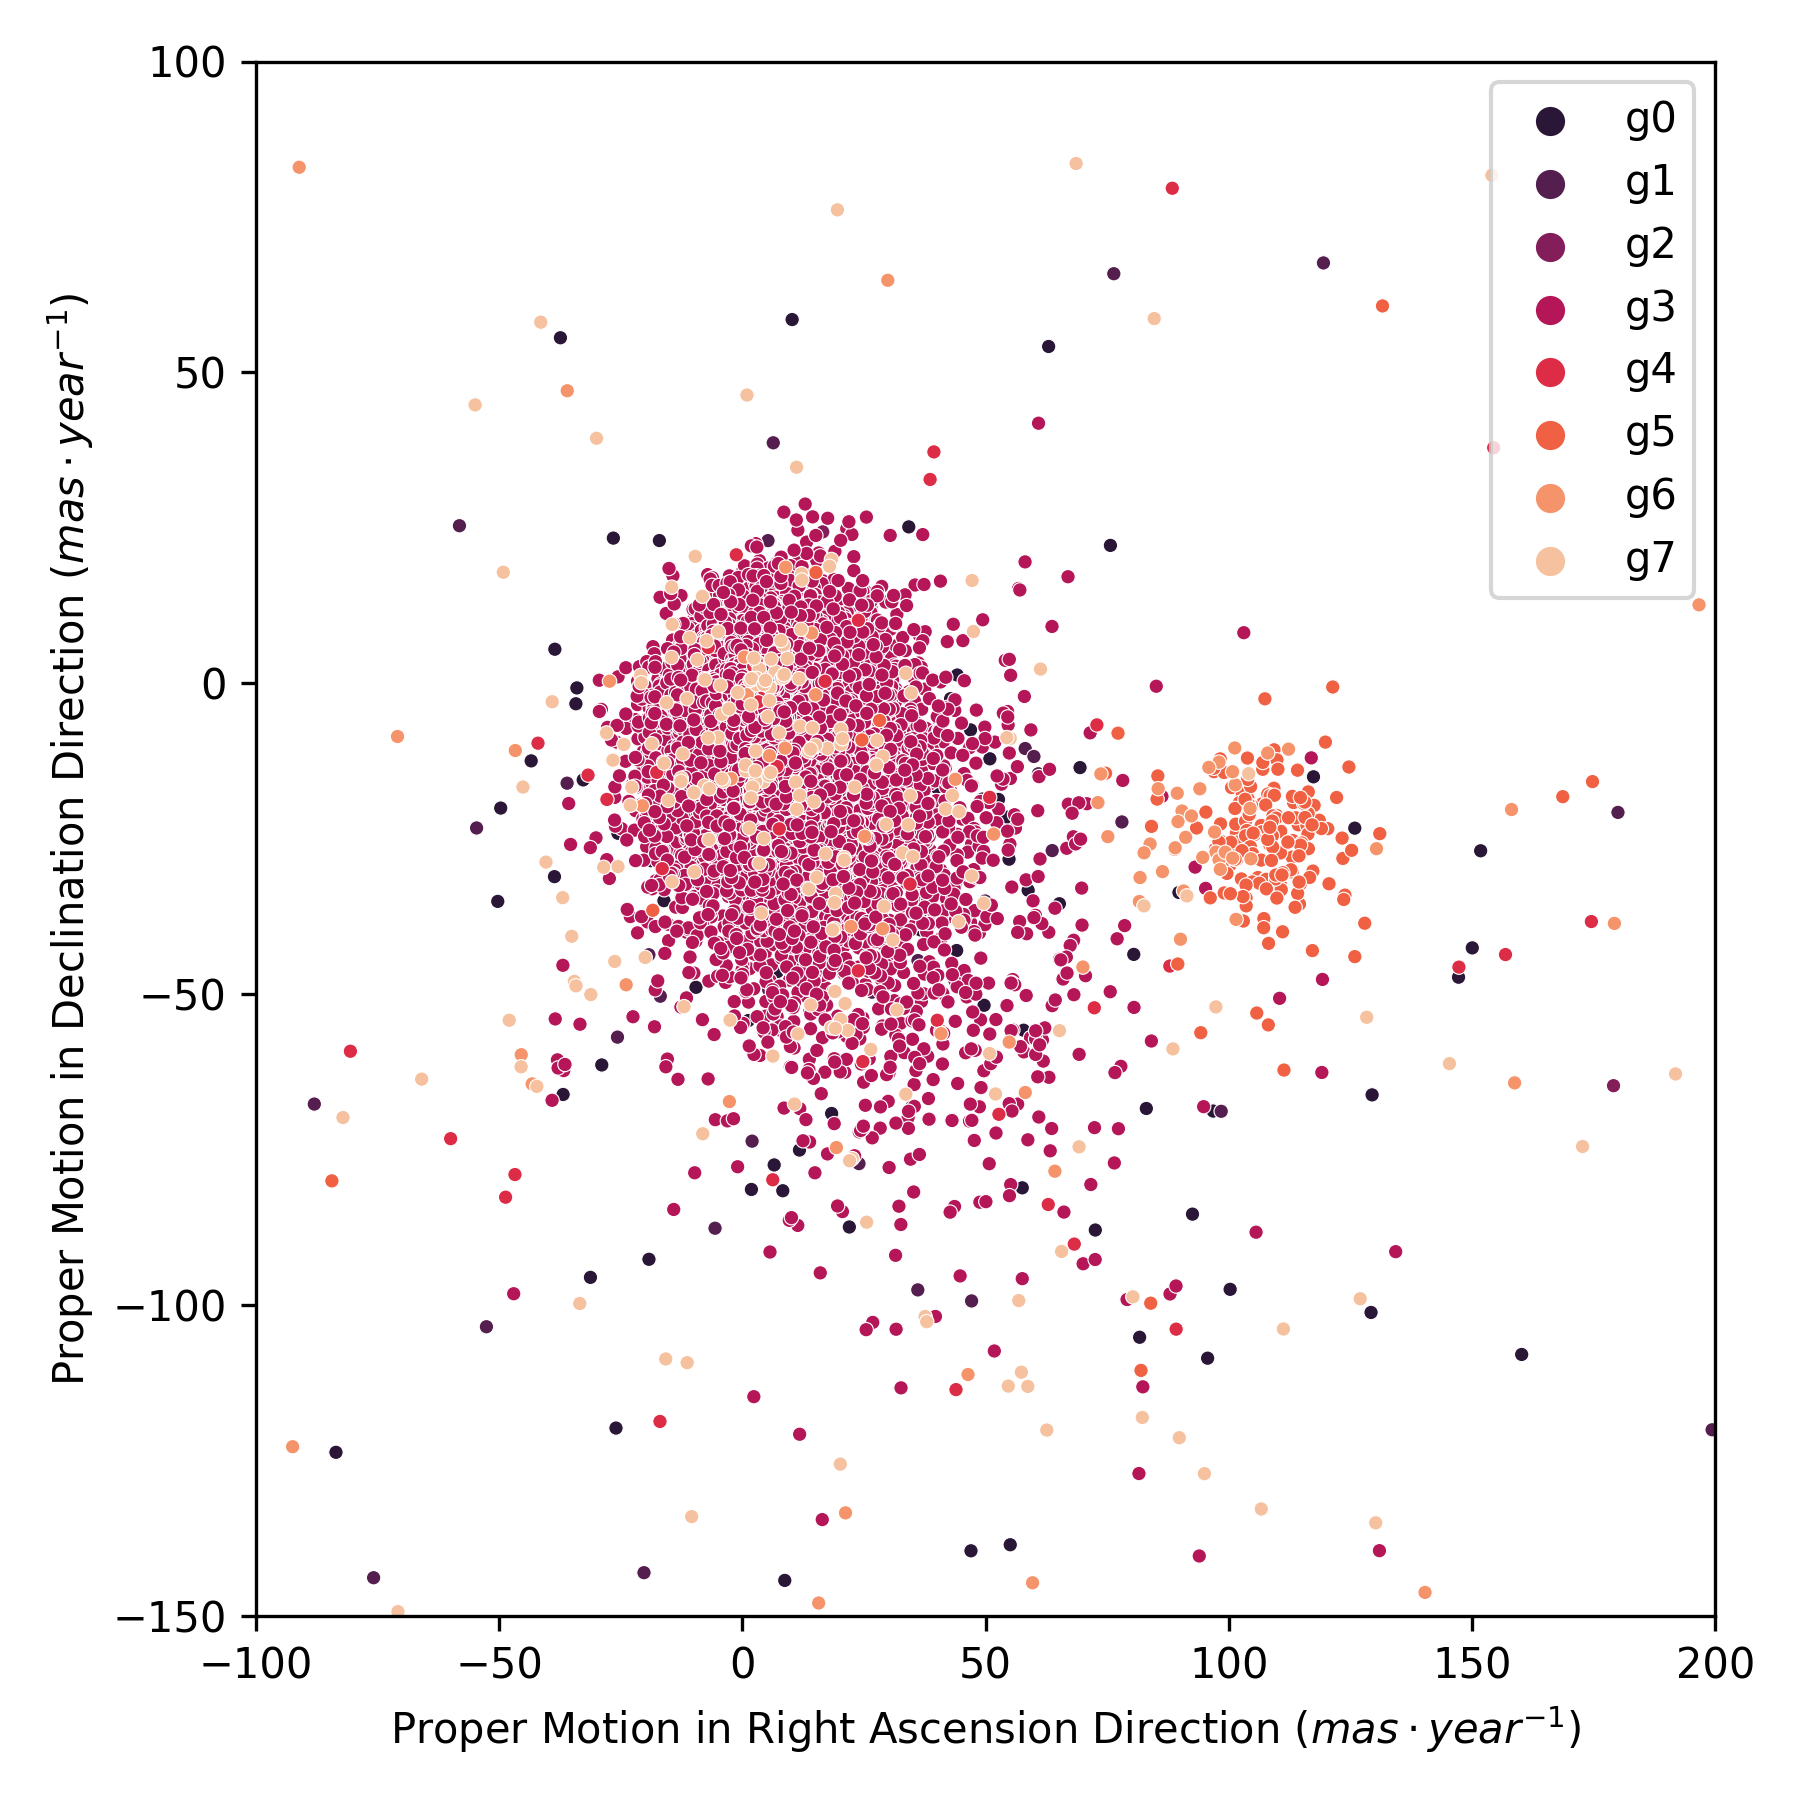 100
50
0
−50
−100
−150
−100
−50
0
50
100
150
200
Proper Motion in Right Ascension Direction (mas · year⁻¹)
Proper Motion in Declination Direction (mas · year⁻¹)
g0
g1
g2
g3
g4
g5
g6
g7